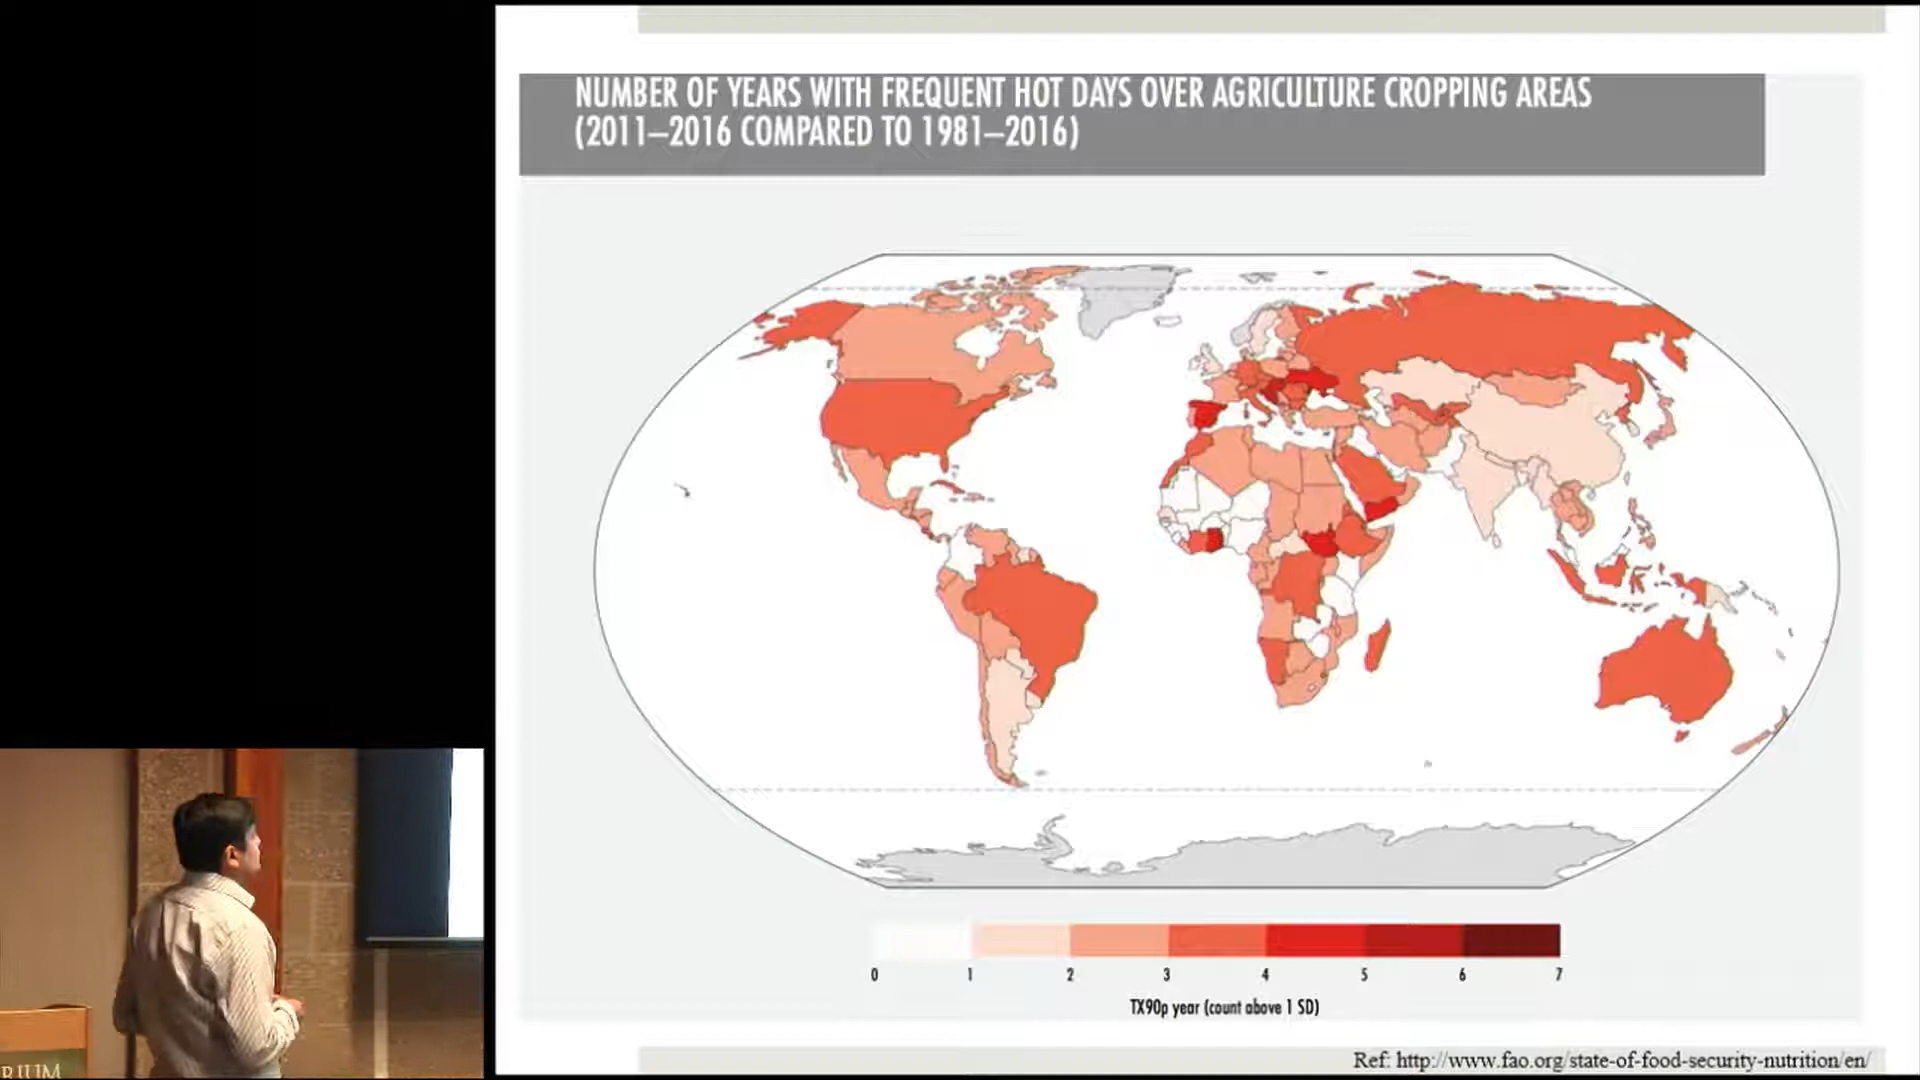 NUMBER OF YEARS WITH FREQUENT HOT DAYS OVER AGRICULTURE CROPPING AREAS
(2011–2016 COMPARED TO 1981–2016)
0 1 2 3 4 5 6 7
TX90p year (count above 1 SD)
Ref: http://www.fao.org/state-of-food-security-nutrition/en/
RIUM